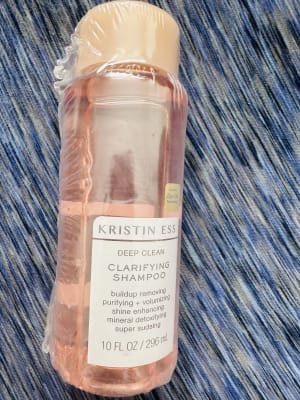 KRISTIN ESS
DEEP CLEAN
CLARIFYING
SHAMPOO
buildup removing
purifying + volumizing
shine enhancing
mineral detoxifying
super sudsing
10 FL OZ / 296 mL